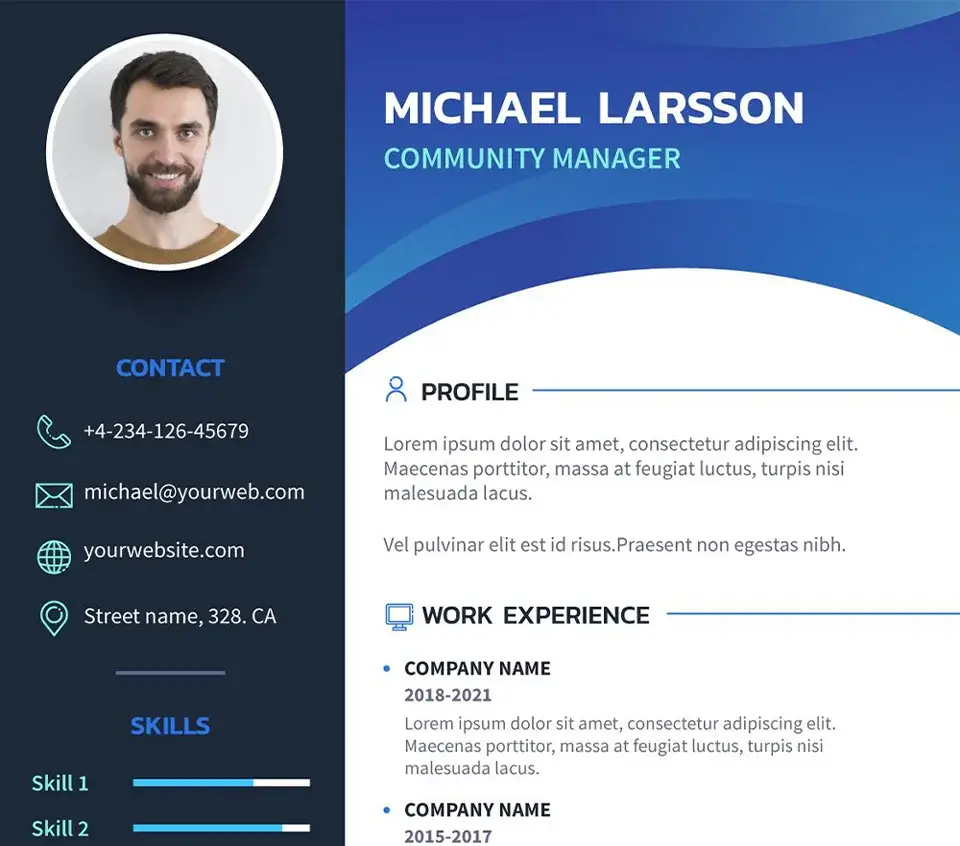 MICHAEL LARSSON
COMMUNITY MANAGER
CONTACT
+4-234-126-45679
michael@yourweb.com
yourwebsite.com
Street name, 328. CA
SKILLS
Skill 1
Skill 2
PROFILE
Lorem ipsum dolor sit amet, consectetur adipiscing elit.
Maecenas porttitor, massa at feugiat luctus, turpis nisi
malesuada lacus.
Vel pulvinar elit est id risus.Praesent non egestas nibh.
WORK EXPERIENCE
COMPANY NAME
2018-2021
Lorem ipsum dolor sit amet, consectetur adipiscing elit.
Maecenas porttitor, massa at feugiat luctus, turpis nisi
malesuada lacus.
COMPANY NAME
2015-2017